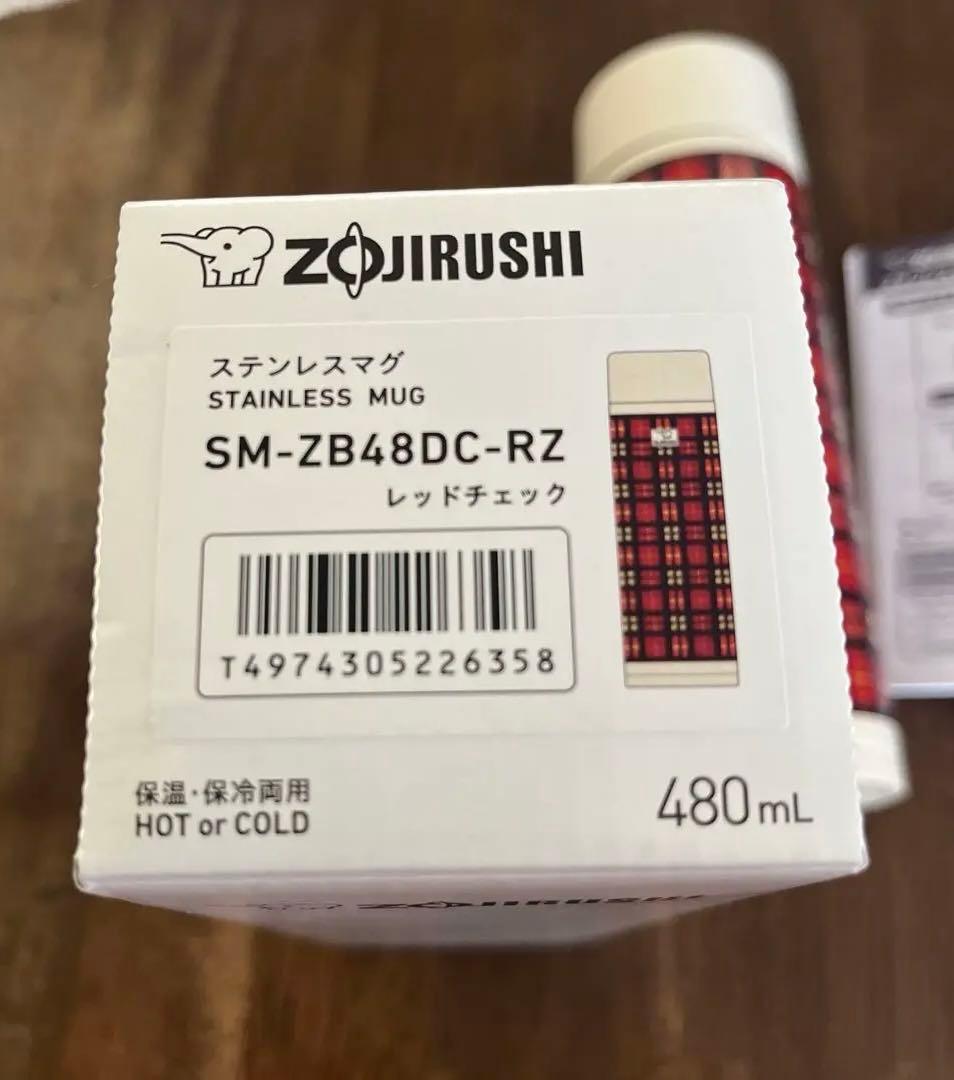 ZOJIRUSHI
ステンレスマグ
STAINLESS MUG
SM-ZB48DC-RZ
レッドチェック
T4974305226358
保温・保冷両用
HOT or COLD
480mL
ZOJIRUSHI